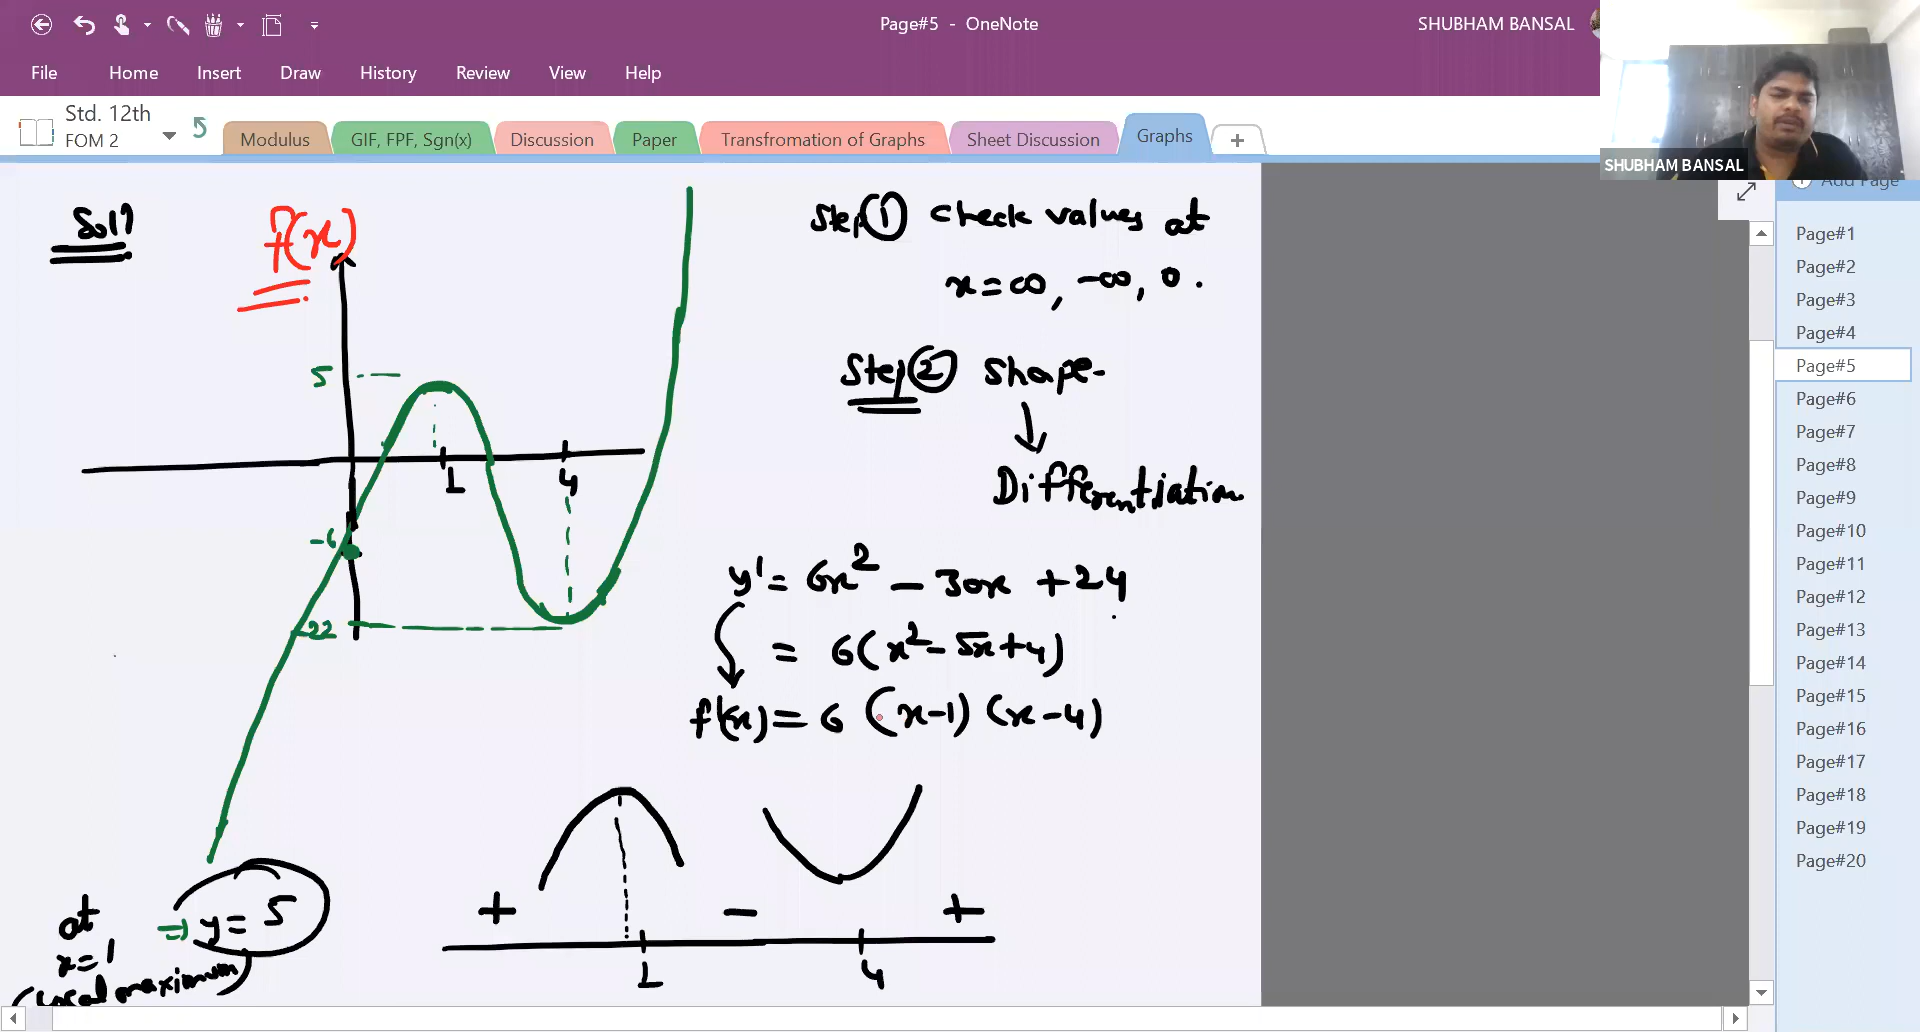 Page#5 - OneNote
SHUBHAM BANSAL
File Home Insert Draw History Review View Help
Std. 12th
FOM 2
Modulus GIF, FPF, Sgn(x) Discussion Paper Transfromation of Graphs Sheet Discussion Graphs +
SHUBHAM BANSAL
Add Page
Page#1
Page#2
Page#3
Page#4
Page#5
Page#6
Page#7
Page#8
Page#9
Page#10
Page#11
Page#12
Page#13
Page#14
Page#15
Page#16
Page#17
Page#18
Page#19
Page#20
Sol?
f(x)
5
1
4
-6
-22
Step ① Check values at
x = ∞, -∞, 0.
Step ② Shape-
↓
Differentiation
y' = 6x² - 30x + 24
= 6(x² - 5x + 4)
f'(x) = 6 (x-1) (x-4)
+ - +
1 4
at
x=1
⇒ y = 5
(Local maximum)